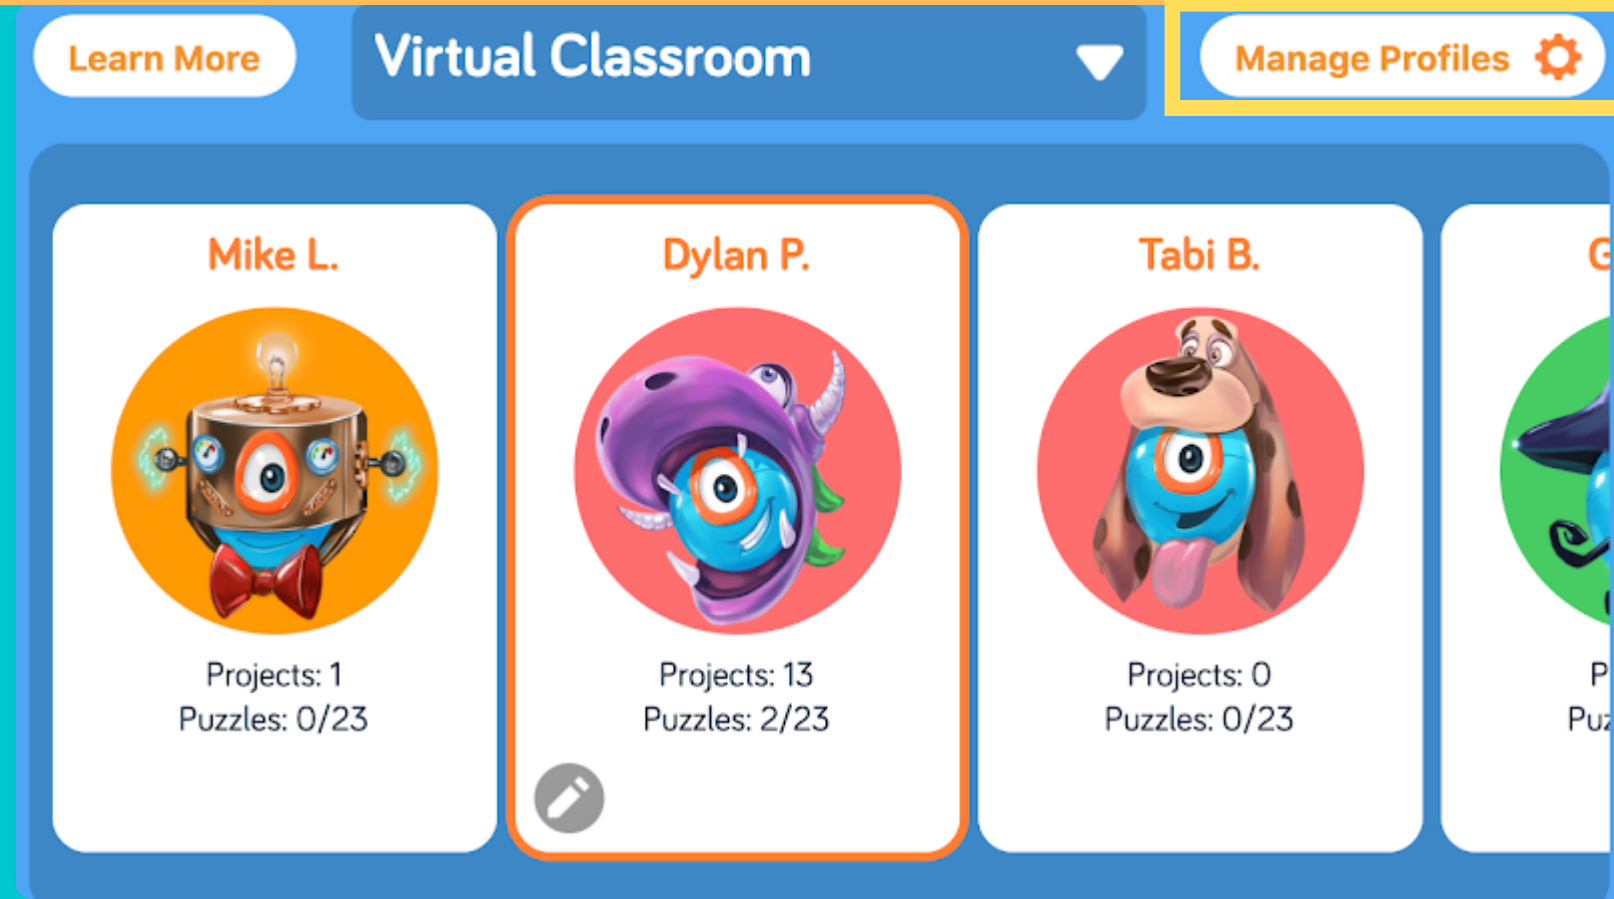 Learn More
Virtual Classroom
Manage Profiles
Mike L.
Projects: 1
Puzzles: 0/23
Dylan P.
Projects: 13
Puzzles: 2/23
Tabi B.
Projects: 0
Puzzles: 0/23